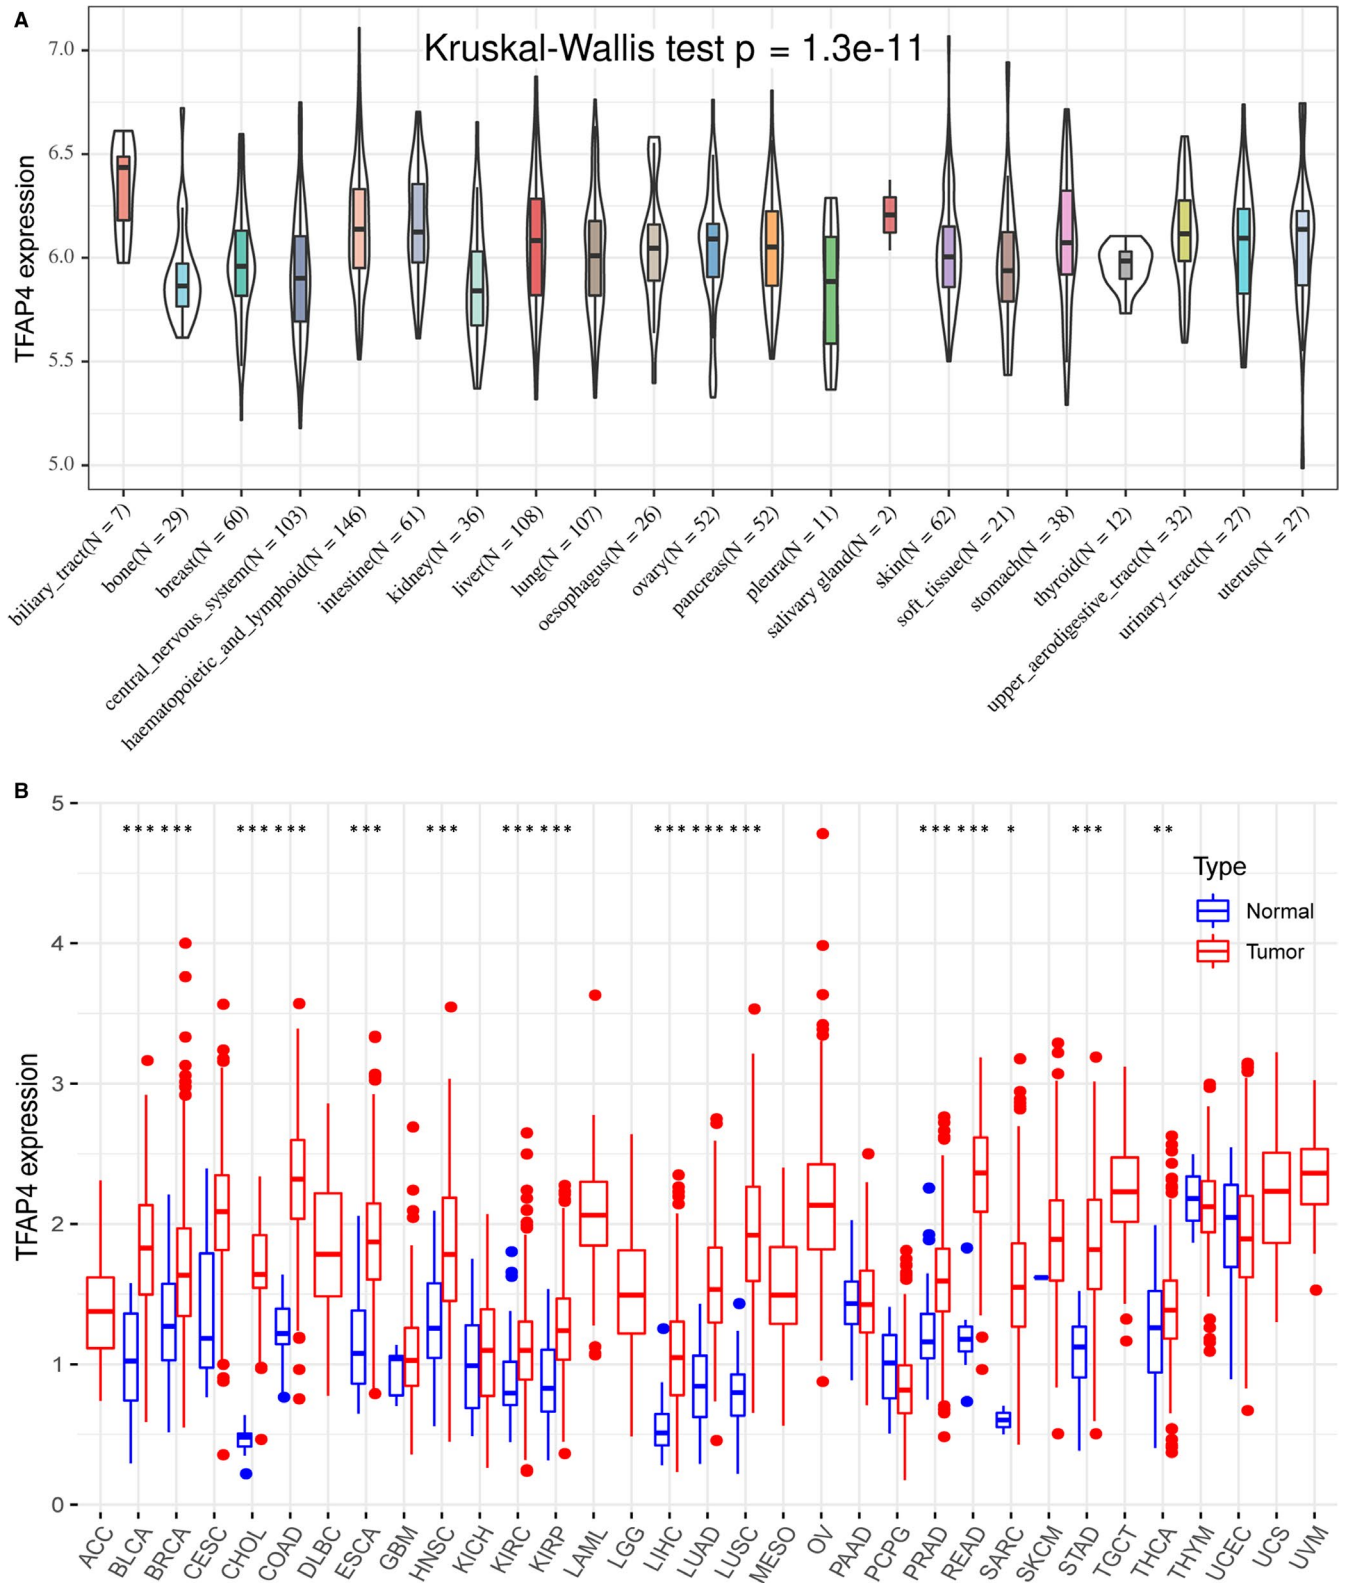 A
Kruskal-Wallis test p = 1.3e-11
TFAP4 expression
7.0
6.5
6.0
5.5
5.0
biliary_tract(N = 7)
bone(N = 29)
breast(N = 60)
central_nervous_system(N = 103)
haematopoietic_and_lymphoid(N = 146)
intestine(N = 61)
kidney(N = 36)
liver(N = 108)
lung(N = 107)
oesophagus(N = 26)
ovary(N = 52)
pancreas(N = 52)
pleura(N = 11)
salivary_gland(N = 2)
skin(N = 62)
soft_tissue(N = 21)
stomach(N = 38)
thyroid(N = 12)
upper_aerodigestive_tract(N = 32)
urinary_tract(N = 27)
uterus(N = 27)
B
TFAP4 expression
5
4
3
2
1
0
*** *** *** *** *** *** *** *** *** *** *** *** *** * *** **
Type
Normal
Tumor
ACC
BLCA
BRCA
CESC
CHOL
COAD
DLBC
ESCA
GBM
HNSC
KICH
KIRC
KIRP
LAML
LGG
LIHC
LUAD
LUSC
MESO
OV
PAAD
PCPG
PRAD
READ
SARC
SKCM
STAD
TGCT
THCA
THYM
UCEC
UCS
UVM